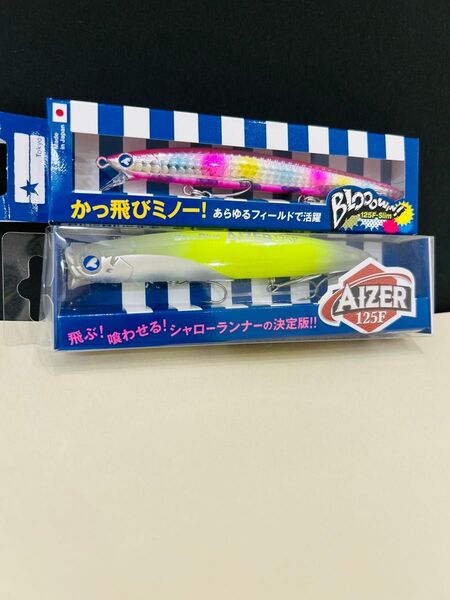 Tokyo
Made
in Japan
かっ飛びミノー! あらゆるフィールドで活躍
BLOOOWIN!!
125F-Slim
AIZER
125F
飛ぶ!喰わせる!シャローランナーの決定版!!